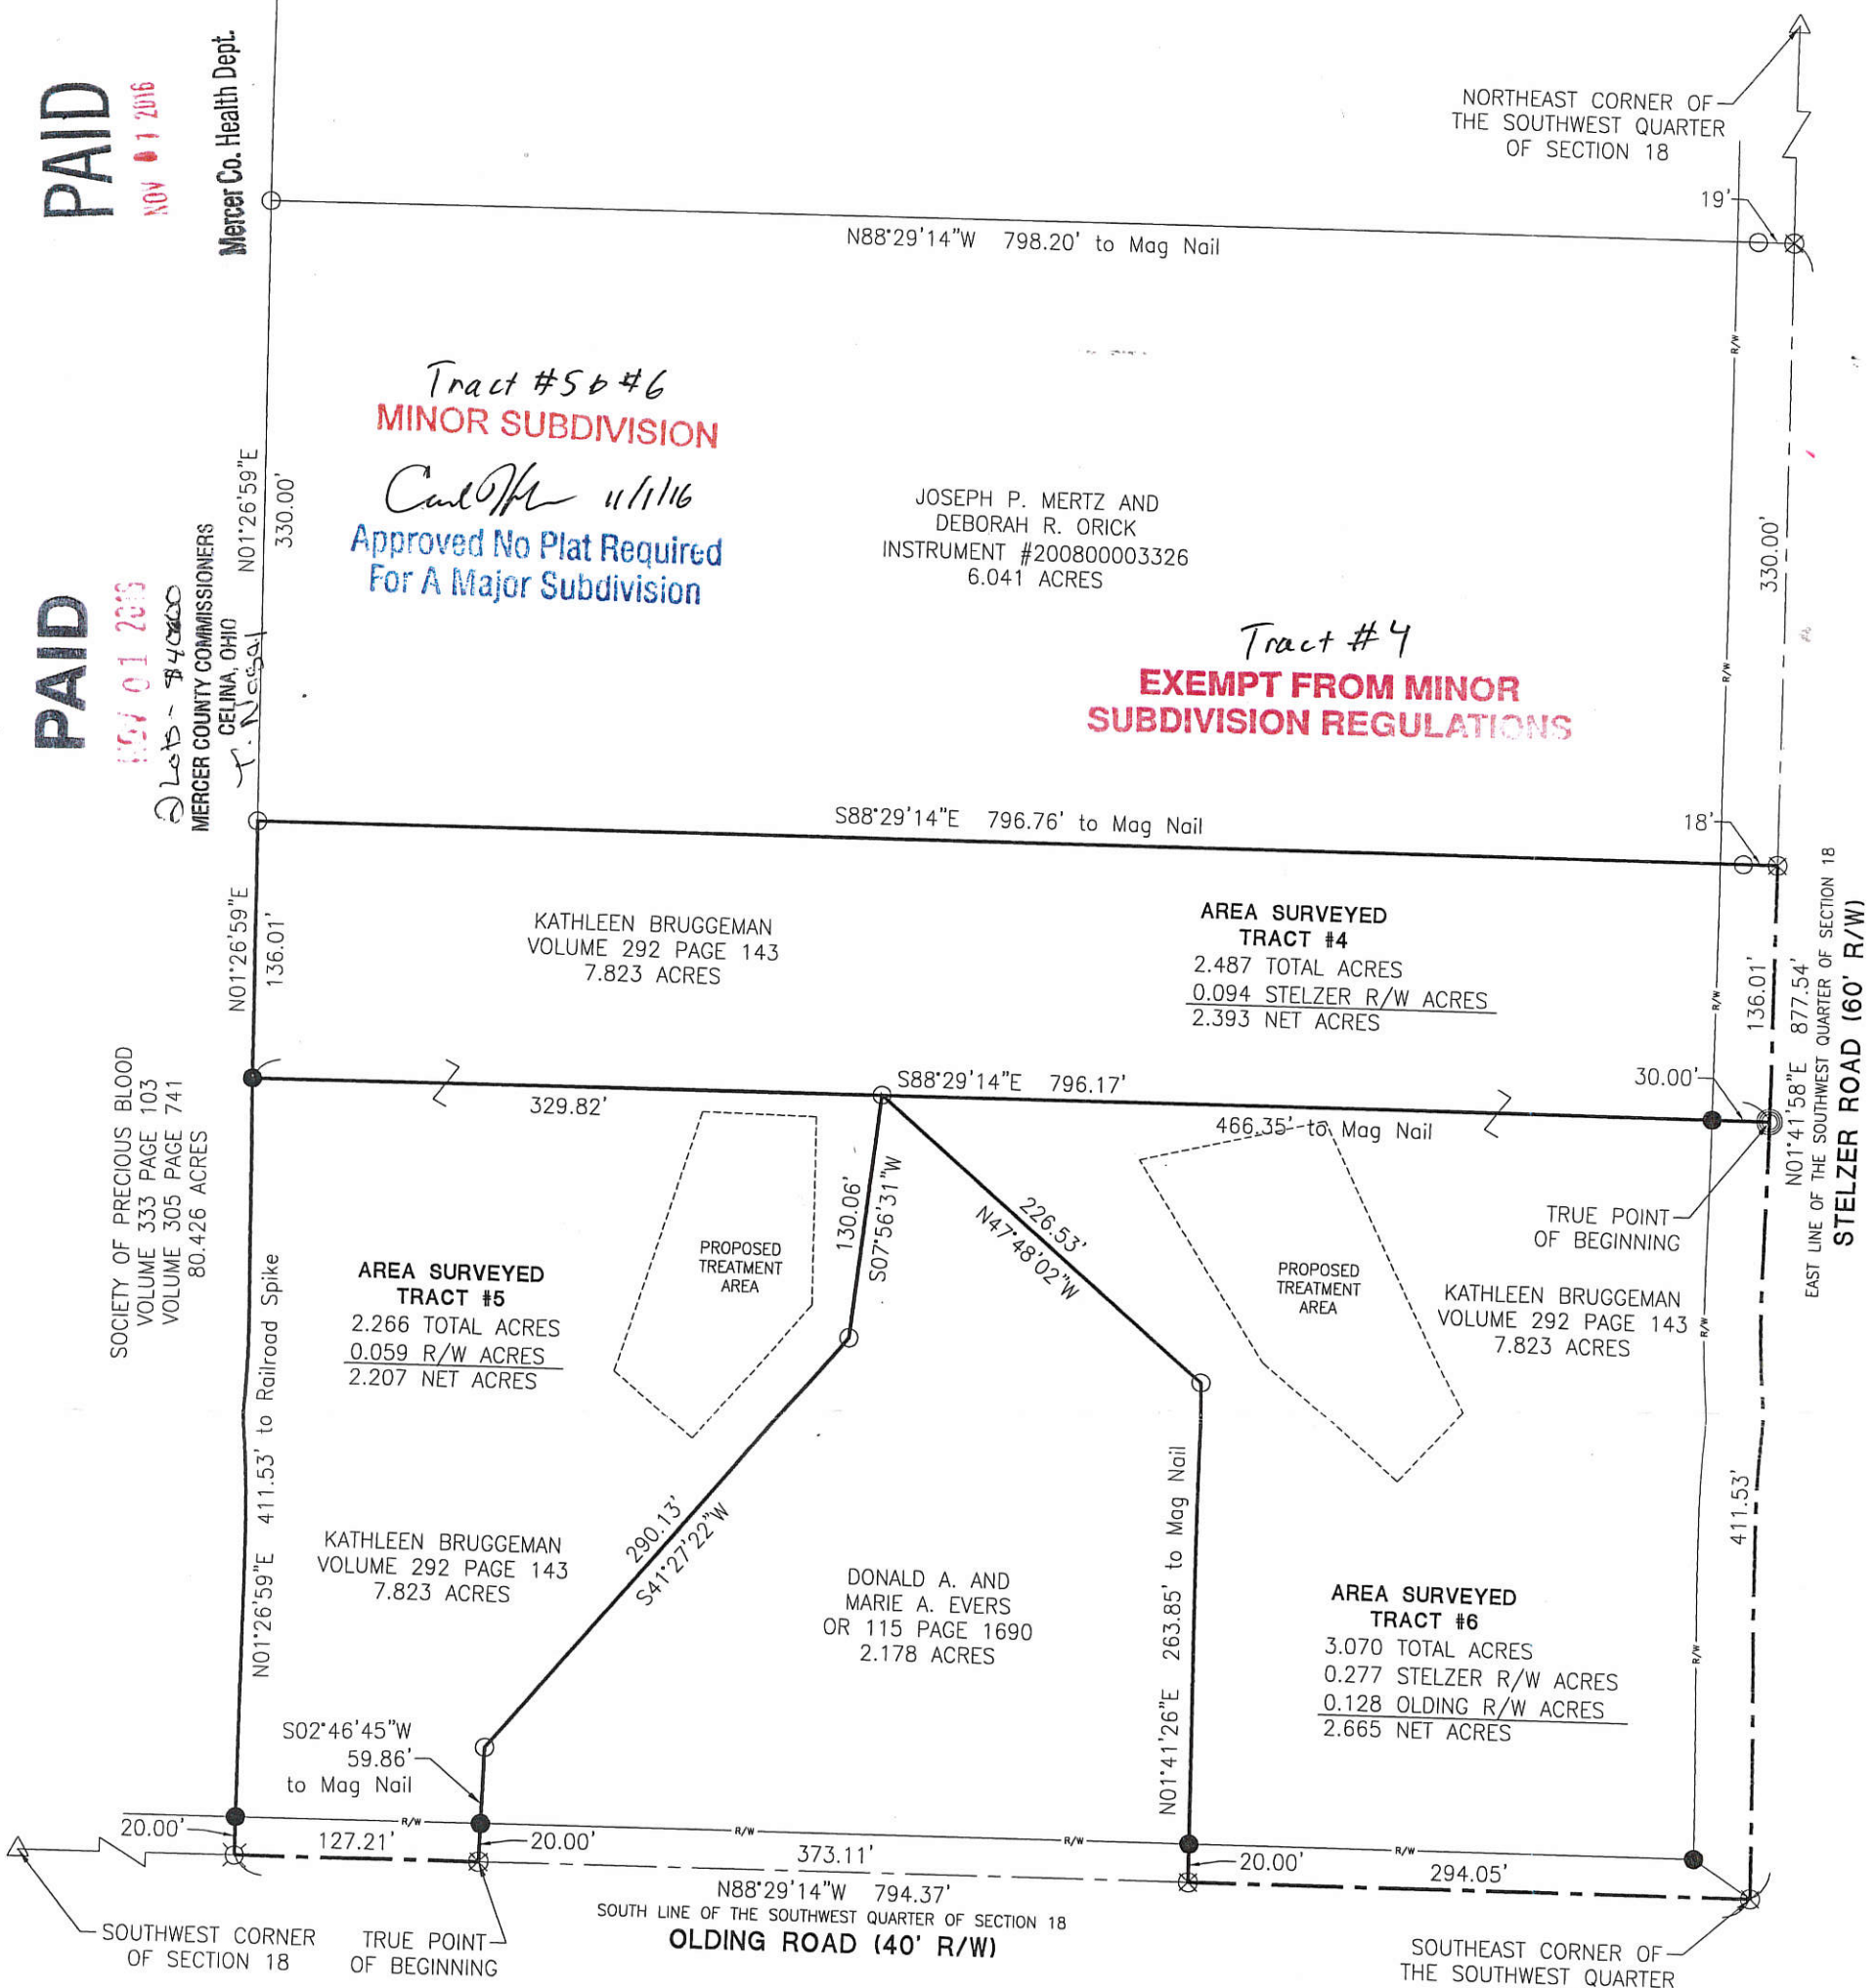 PAID
NOV 01 2016
Mercer Co. Health Dept.
NORTHEAST CORNER OF
THE SOUTHWEST QUARTER
OF SECTION 18
19'
N88°29'14"W 798.20' to Mag Nail
Tract #5 & #6
MINOR SUBDIVISION
11/1/16
Approved No Plat Required
For A Major Subdivision
N01°26'59"E
330.00'
JOSEPH P. MERTZ AND
DEBORAH R. ORICK
INSTRUMENT #200800003326
6.041 ACRES
330.00'
R/W
R/W
Tract #4
EXEMPT FROM MINOR
SUBDIVISION REGULATIONS
PAID
NOV 01 2016
2 Lots -
MERCER COUNTY COMMISSIONERS
CELINA, OHIO
S88°29'14"E 796.76' to Mag Nail
18'
N01°26'59"E
136.01'
KATHLEEN BRUGGEMAN
VOLUME 292 PAGE 143
7.823 ACRES
AREA SURVEYED
TRACT #4
2.487 TOTAL ACRES
0.094 STELZER R/W ACRES
2.393 NET ACRES
R/W
136.01'
N01°41'58"E 877.54'
EAST LINE OF THE SOUTHWEST QUARTER OF SECTION 18
STELZER ROAD (60' R/W)
SOCIETY OF PRECIOUS BLOOD
VOLUME 333 PAGE 103
VOLUME 305 PAGE 741
80.426 ACRES
S88°29'14"E 796.17'
329.82'
466.35' to Mag Nail
30.00'
TRUE POINT
OF BEGINNING
130.06'
S07°56'31"W
226.53'
N47°48'02"W
PROPOSED
TREATMENT
AREA
PROPOSED
TREATMENT
AREA
AREA SURVEYED
TRACT #5
2.266 TOTAL ACRES
0.059 R/W ACRES
2.207 NET ACRES
KATHLEEN BRUGGEMAN
VOLUME 292 PAGE 143
7.823 ACRES
R/W
N01°26'59"E 411.53' to Railroad Spike
411.53'
290.13'
S41°27'22"W
KATHLEEN BRUGGEMAN
VOLUME 292 PAGE 143
7.823 ACRES
DONALD A. AND
MARIE A. EVERS
OR 115 PAGE 1690
2.178 ACRES
N01°41'26"E 263.85' to Mag Nail
AREA SURVEYED
TRACT #6
3.070 TOTAL ACRES
0.277 STELZER R/W ACRES
0.128 OLDING R/W ACRES
2.665 NET ACRES
R/W
S02°46'45"W
59.86'
to Mag Nail
R/W
R/W
R/W
R/W
20.00'
127.21'
20.00'
373.11'
20.00'
294.05'
N88°29'14"W 794.37'
SOUTH LINE OF THE SOUTHWEST QUARTER OF SECTION 18
OLDING ROAD (40' R/W)
SOUTHWEST CORNER
OF SECTION 18
TRUE POINT
OF BEGINNING
SOUTHEAST CORNER OF
THE SOUTHWEST QUARTER